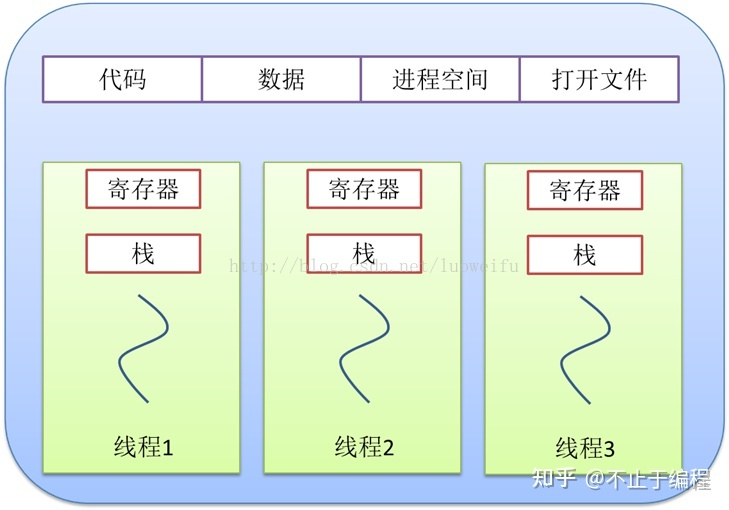 代码 数据 进程空间 打开文件
寄存器 寄存器 寄存器
栈 栈 栈
http://blog.csdn.net/luoweifu
线程1 线程2 线程3
知乎 @不止于编程